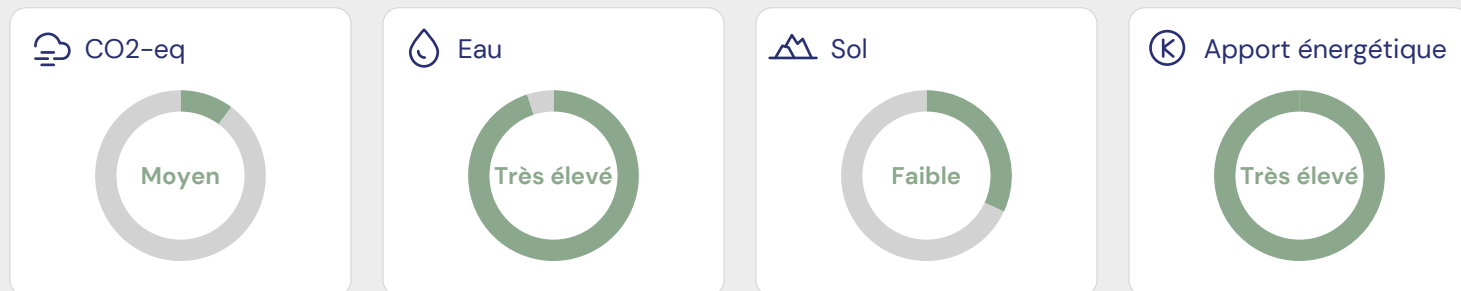 CO2-eq
Moyen
Eau
Très élevé
Sol
Faible
Apport énergétique
Très élevé